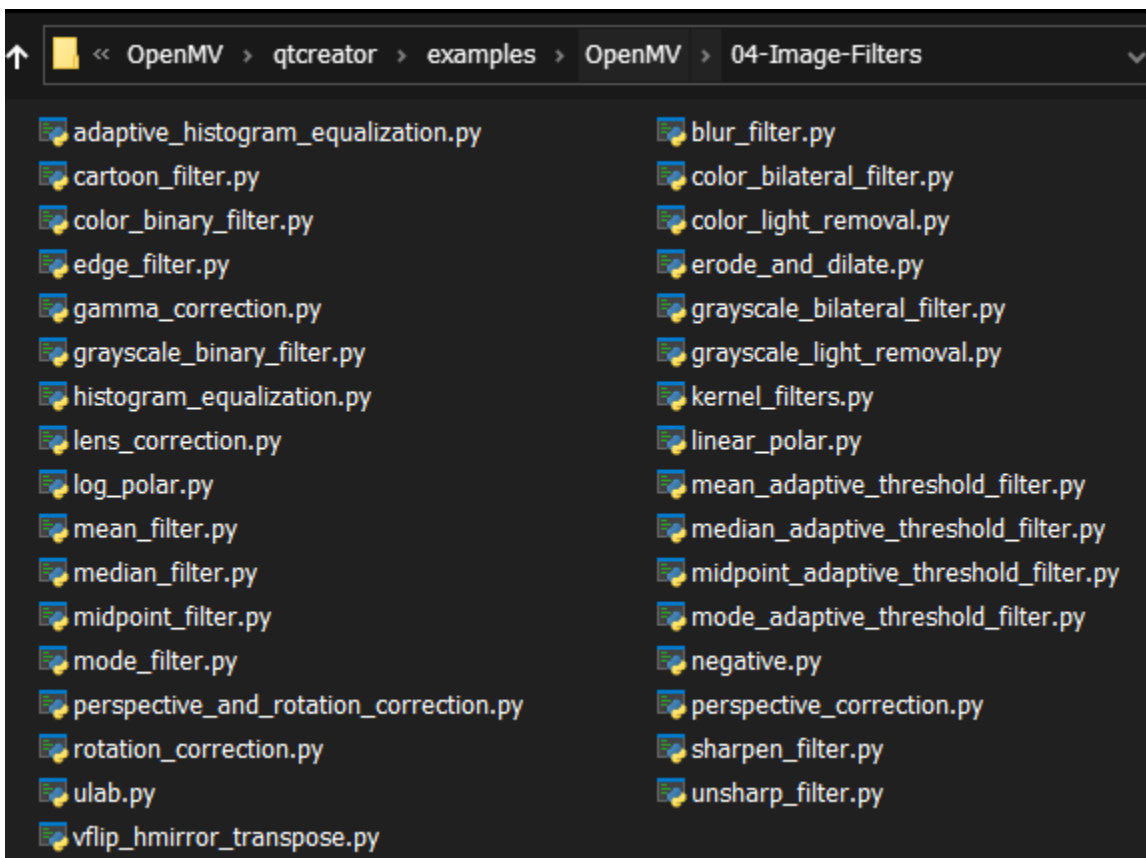 « OpenMV > qtcreator > examples > OpenMV > 04-Image-Filters
adaptive_histogram_equalization.py blur_filter.py
cartoon_filter.py color_bilateral_filter.py
color_binary_filter.py color_light_removal.py
edge_filter.py erode_and_dilate.py
gamma_correction.py grayscale_bilateral_filter.py
grayscale_binary_filter.py grayscale_light_removal.py
histogram_equalization.py kernel_filters.py
lens_correction.py linear_polar.py
log_polar.py mean_adaptive_threshold_filter.py
mean_filter.py median_adaptive_threshold_filter.py
median_filter.py midpoint_adaptive_threshold_filter.py
midpoint_filter.py mode_adaptive_threshold_filter.py
mode_filter.py negative.py
perspective_and_rotation_correction.py perspective_correction.py
rotation_correction.py sharpen_filter.py
ulab.py unsharp_filter.py
vflip_hmirror_transpose.py